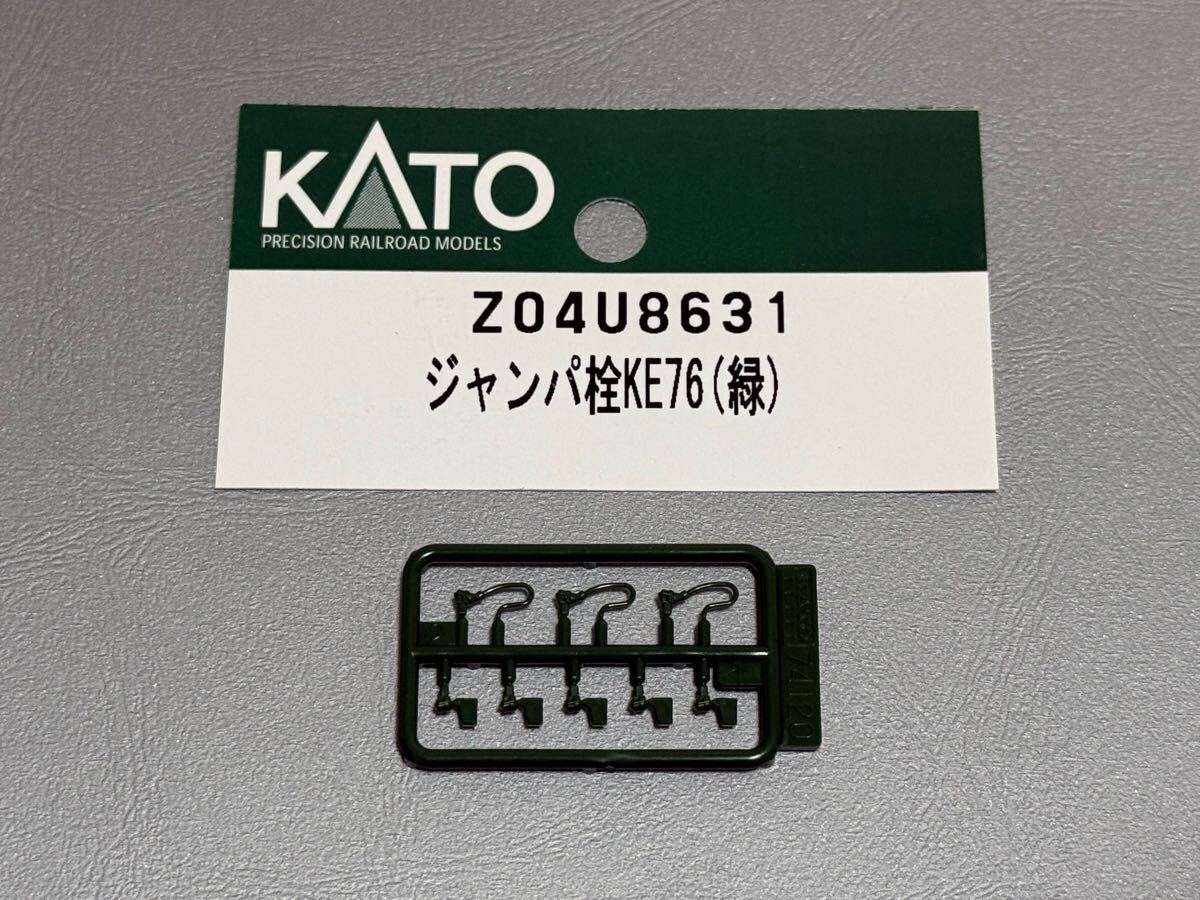 KATO
PRECISION RAILROAD MODELS
Z04U8631
ジャンパ栓KE76(緑)